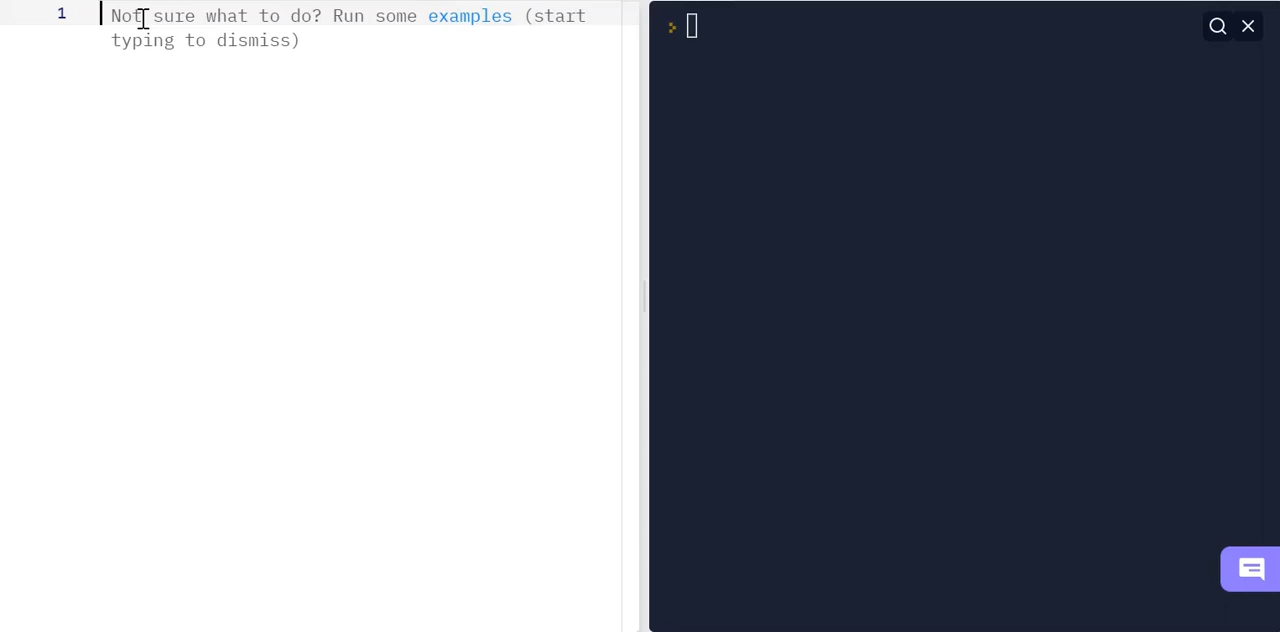 1
Not sure what to do? Run some examples (start
typing to dismiss)